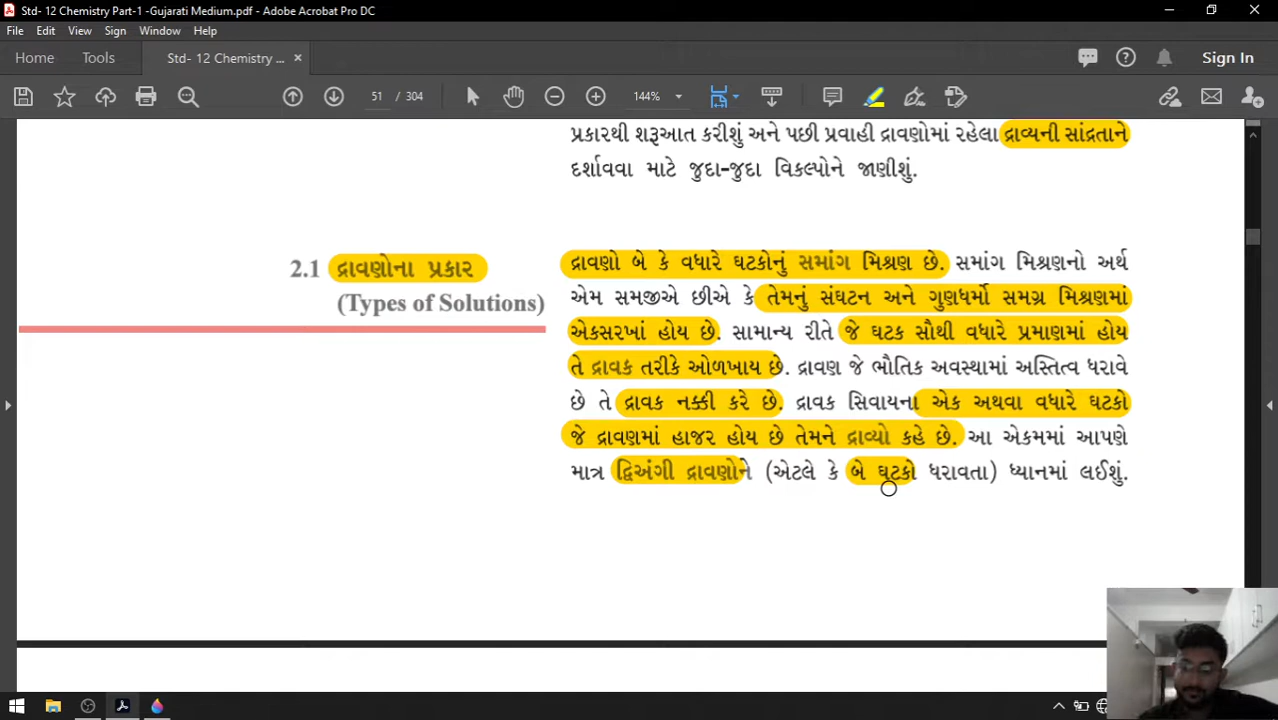 Std- 12 Chemistry Part-1 -Gujarati Medium.pdf - Adobe Acrobat Pro DC
File Edit View Sign Window Help
Home Tools Std- 12 Chemistry ... × Sign In
51 / 304 144%
પ્રકારથી શરૂઆત કરીશું અને પછી પ્રવાહી દ્રાવણોમાં રહેલા દ્રાવ્યની સાંદ્રતાને
દર્શાવવા માટે જુદા-જુદા વિકલ્પોને જાણીશું.
2.1 દ્રાવણોના પ્રકાર
(Types of Solutions)
દ્રાવણો બે કે વધારે ઘટકોનું સમાંગ મિશ્રણ છે. સમાંગ મિશ્રણનો અર્થ
એમ સમજીએ છીએ કે તેમનું સંઘટન અને ગુણધર્મો સમગ્ર મિશ્રણમાં
એકસરખાં હોય છે. સામાન્ય રીતે જે ઘટક સૌથી વધારે પ્રમાણમાં હોય
તે દ્રાવક તરીકે ઓળખાય છે. દ્રાવણ જે ભૌતિક અવસ્થામાં અસ્તિત્વ ધરાવે
છે તે દ્રાવક નક્કી કરે છે. દ્રાવક સિવાયના એક અથવા વધારે ઘટકો
જે દ્રાવણમાં હાજર હોય છે તેમને દ્રાવ્યો કહે છે. આ એકમમાં આપણે
માત્ર દ્વિઅંગી દ્રાવણોને (એટલે કે બે ઘટકો ધરાવતા) ધ્યાનમાં લઈશું.